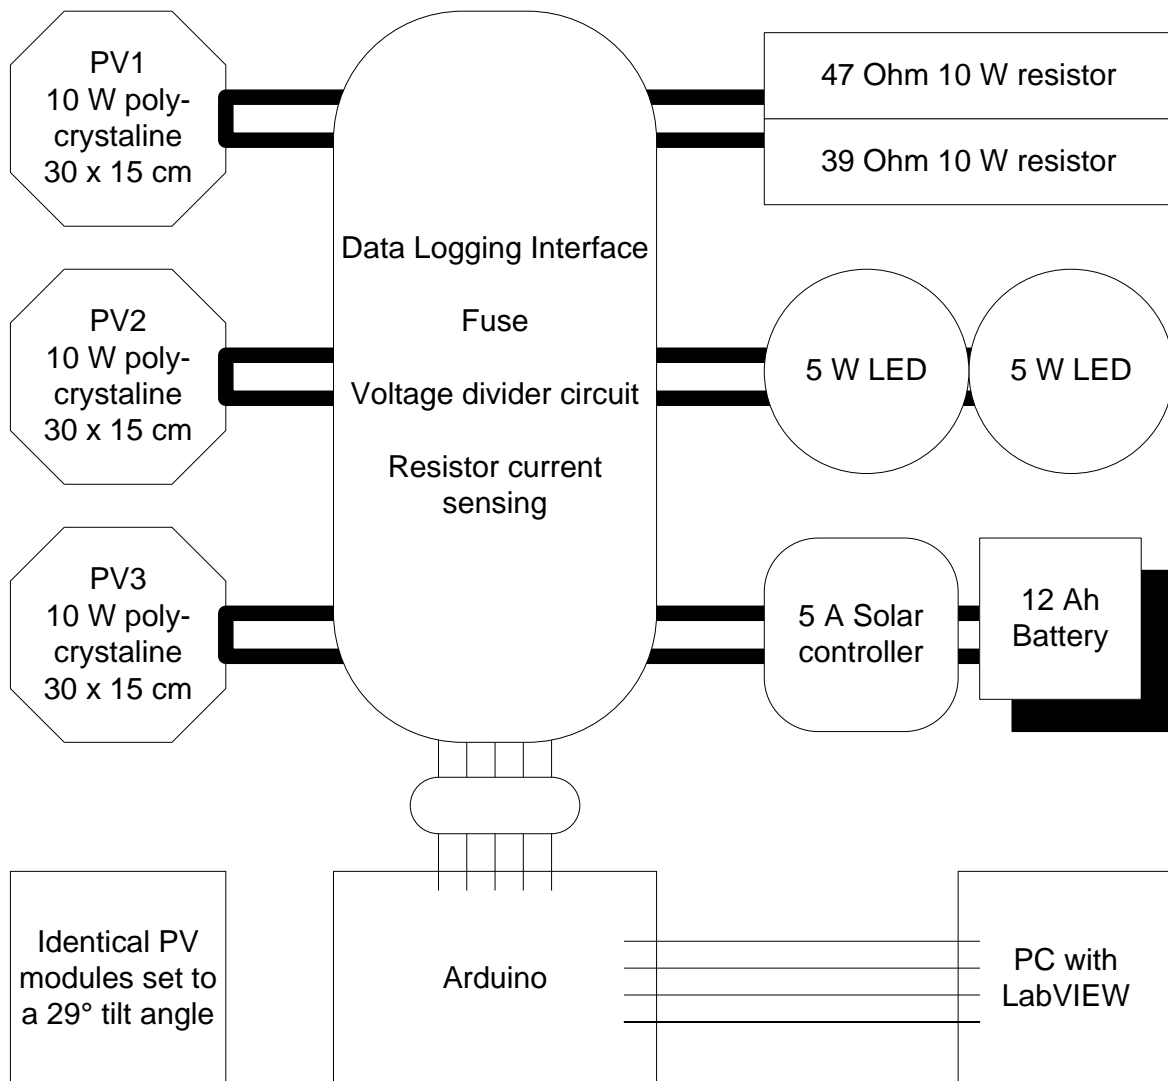 PV1
10 W poly-
crystaline
30 x 15 cm
47 Ohm 10 W resistor
39 Ohm 10 W resistor
Data Logging Interface
Fuse
Voltage divider circuit
Resistor current
sensing
PV2
10 W poly-
crystaline
30 x 15 cm
5 W LED
5 W LED
PV3
10 W poly-
crystaline
30 x 15 cm
5 A Solar
controller
12 Ah
Battery
Identical PV
modules set to
a 29° tilt angle
Arduino
PC with
LabVIEW